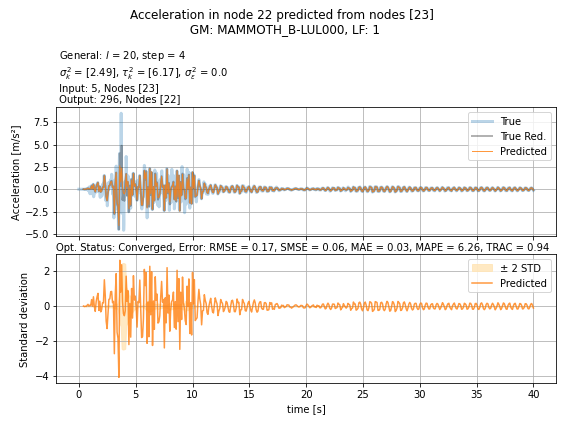 Acceleration in node 22 predicted from nodes [23]
GM: MAMMOTH_B-LUL000, LF: 1
General: l = 20, step = 4
σ²ₖ = [2.49], τ²ₖ = [6.17], σ²ε = 0.0
Input: 5, Nodes [23]
Output: 296, Nodes [22]
Acceleration [m/s²]
7.5
5.0
2.5
0.0
−2.5
−5.0
True
True Red.
Predicted
Opt. Status: Converged, Error: RMSE = 0.17, SMSE = 0.06, MAE = 0.03, MAPE = 6.26, TRAC = 0.94
Standard deviation
2
0
−2
−4
± 2 STD
Predicted
0 5 10 15 20 25 30 35 40
time [s]